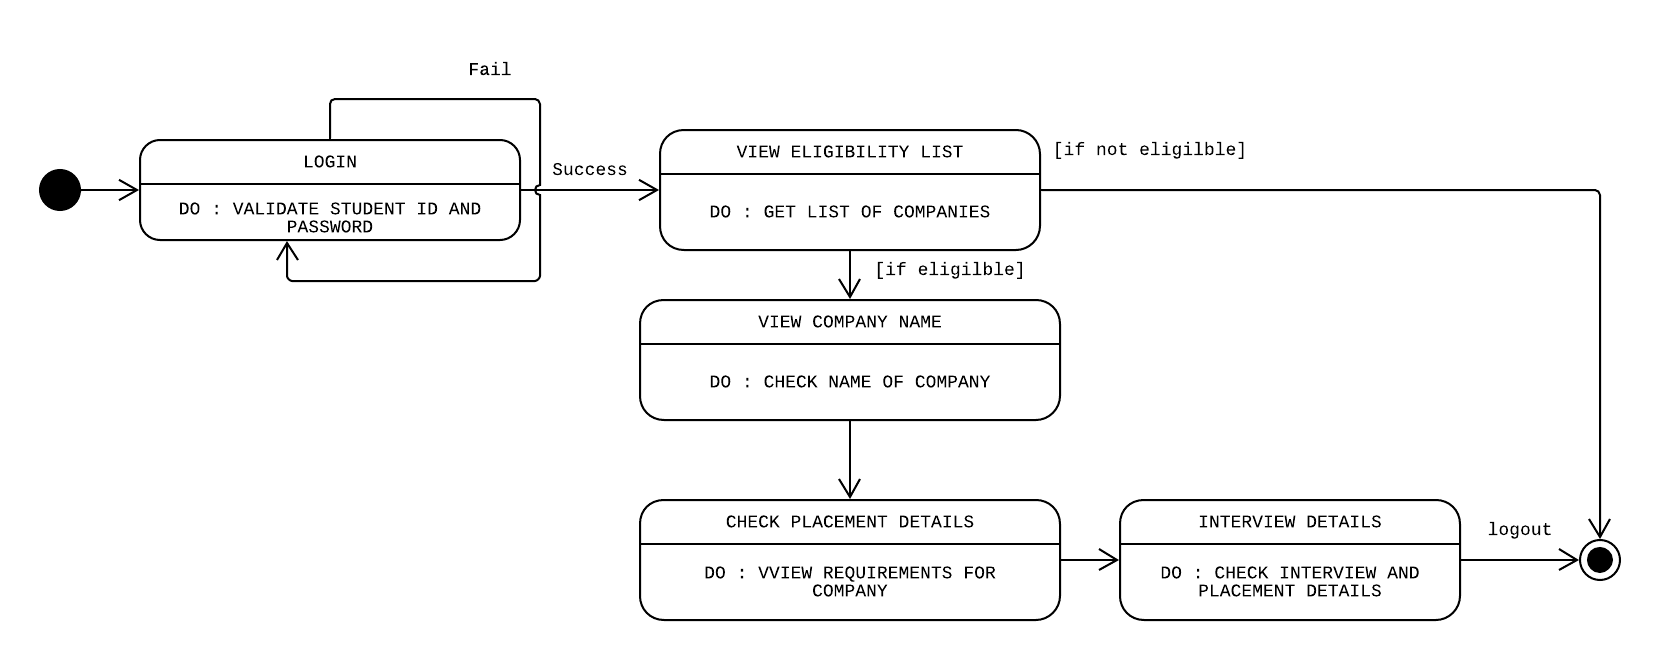 Fail
LOGIN
DO : VALIDATE STUDENT ID AND
PASSWORD
Success
VIEW ELIGIBILITY LIST
DO : GET LIST OF COMPANIES
[if not eligilble]
[if eligilble]
VIEW COMPANY NAME
DO : CHECK NAME OF COMPANY
CHECK PLACEMENT DETAILS
DO : VVIEW REQUIREMENTS FOR
COMPANY
INTERVIEW DETAILS
DO : CHECK INTERVIEW AND
PLACEMENT DETAILS
logout